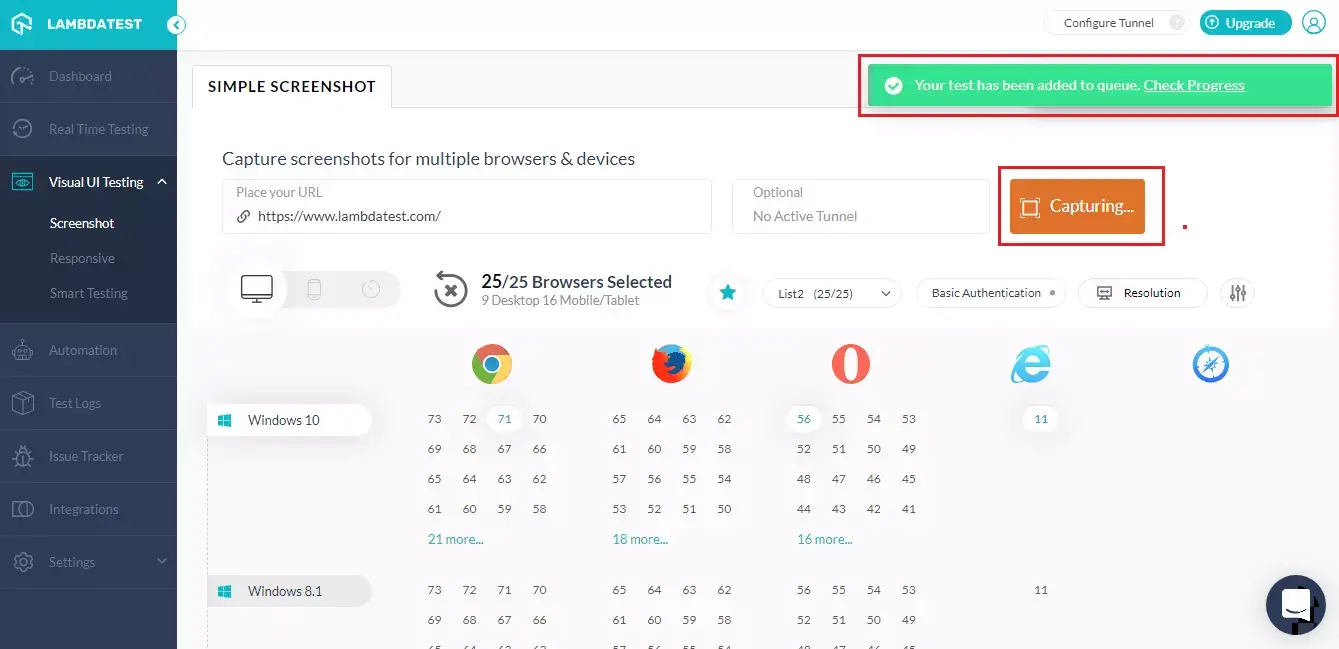 LAMBDATEST
Configure Tunnel ?
Upgrade
Dashboard
Real Time Testing
Visual UI Testing
Screenshot
Responsive
Smart Testing
Automation
Test Logs
Issue Tracker
Integrations
Settings
SIMPLE SCREENSHOT
Your test has been added to queue. Check Progress
Capture screenshots for multiple browsers & devices
Place your URL
https://www.lambdatest.com/
Optional
No Active Tunnel
Capturing...
25/25 Browsers Selected
9 Desktop 16 Mobile/Tablet
List2 (25/25)
Basic Authentication
Resolution
Windows 10
73 72 71 70 65 64 63 62 56 55 54 53 11
69 68 67 66 61 60 59 58 52 51 50 49
65 64 63 62 57 56 55 54 48 47 46 45
61 60 59 58 53 52 51 50 44 43 42 41
21 more... 18 more... 16 more...
Windows 8.1
73 72 71 70 65 64 63 62 56 55 54 53 11
69 68 67 66 61 60 59 58 52 51 50 49